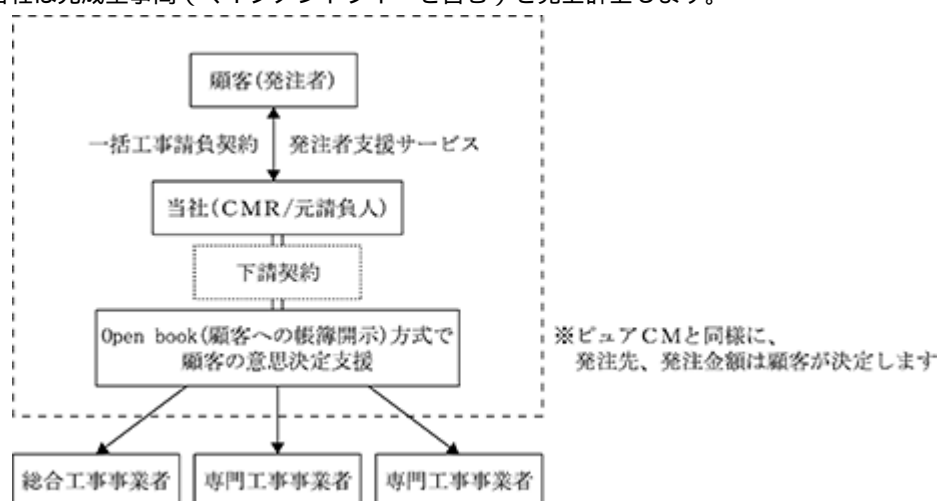 顧客(発注者)
一括工事請負契約 発注者支援サービス
当社(CMR/元請負人)
下請契約
Open book(顧客への帳簿開示)方式で
顧客の意思決定支援
※ピュアCMと同様に、
発注先、発注金額は顧客が決定します
総合工事事業者 専門工事事業者 専門工事事業者